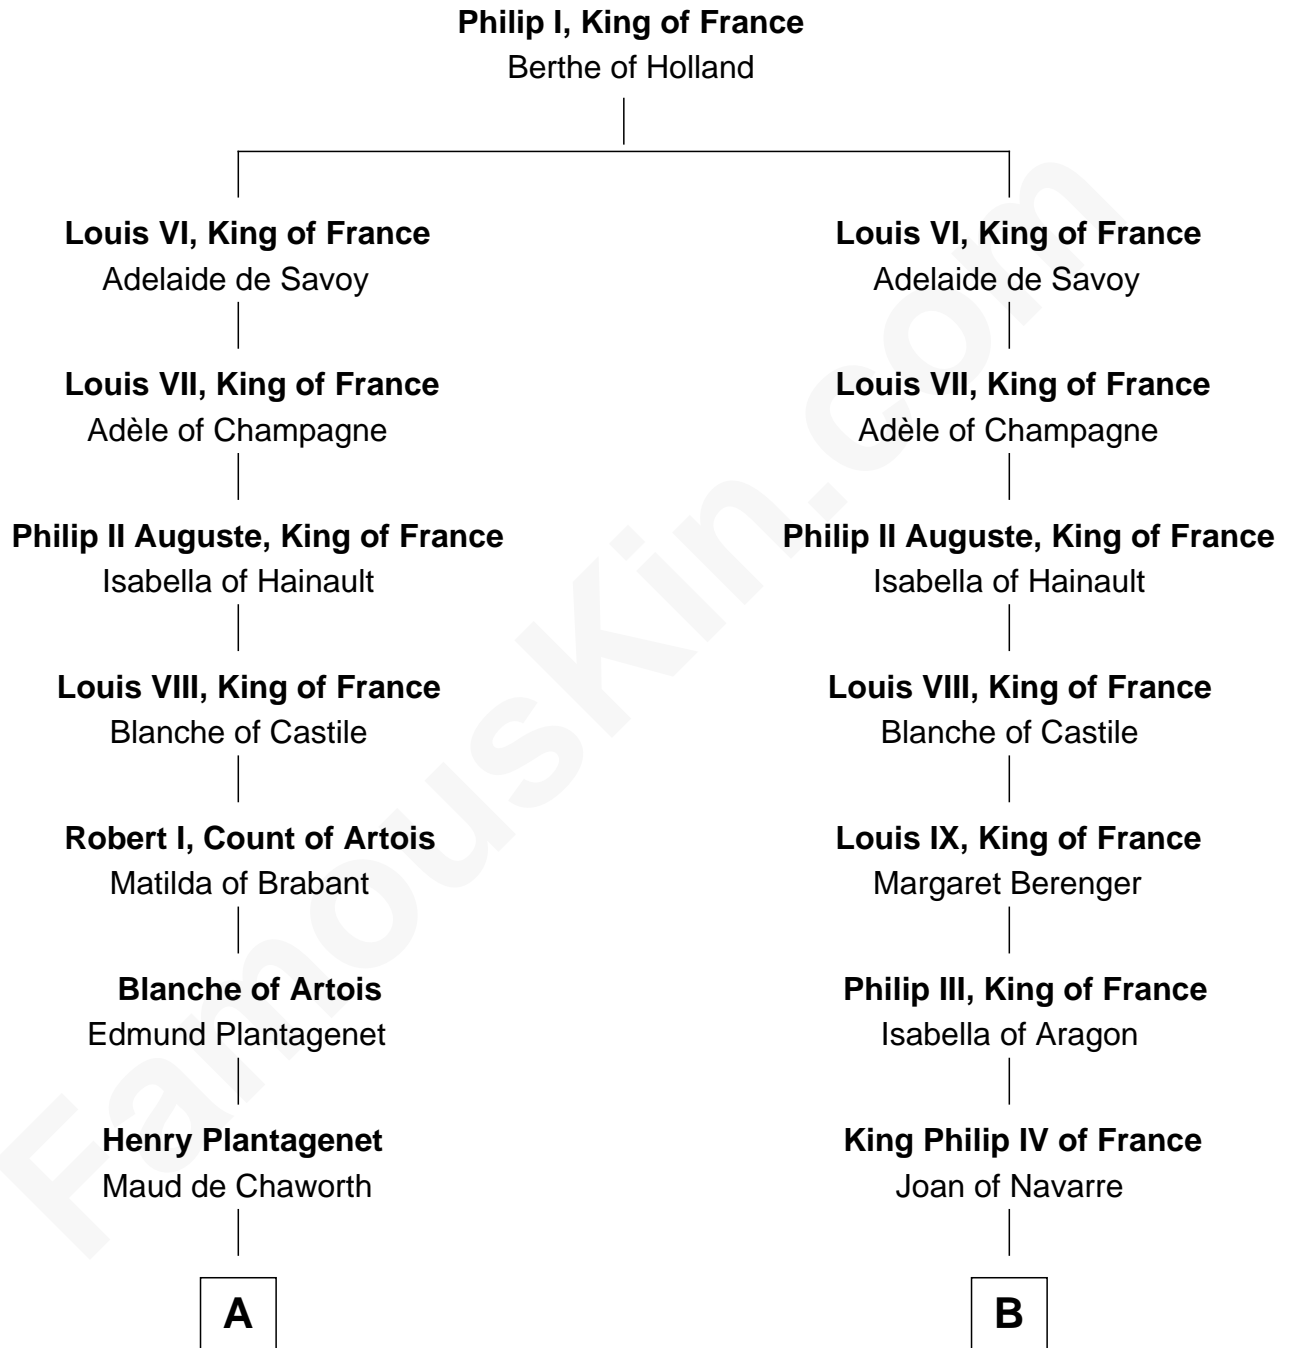 Philip I, King of France
Berthe of Holland
Louis VI, King of France
Adelaide de Savoy
Louis VII, King of France
Adèle of Champagne
Philip II Auguste, King of France
Isabella of Hainault
Louis VIII, King of France
Blanche of Castile
Robert I, Count of Artois
Matilda of Brabant
Blanche of Artois
Edmund Plantagenet
Henry Plantagenet
Maud de Chaworth
A
Louis VI, King of France
Adelaide de Savoy
Louis VII, King of France
Adèle of Champagne
Philip II Auguste, King of France
Isabella of Hainault
Louis VIII, King of France
Blanche of Castile
Louis IX, King of France
Margaret Berenger
Philip III, King of France
Isabella of Aragon
King Philip IV of France
Joan of Navarre
B
FamousKin.com